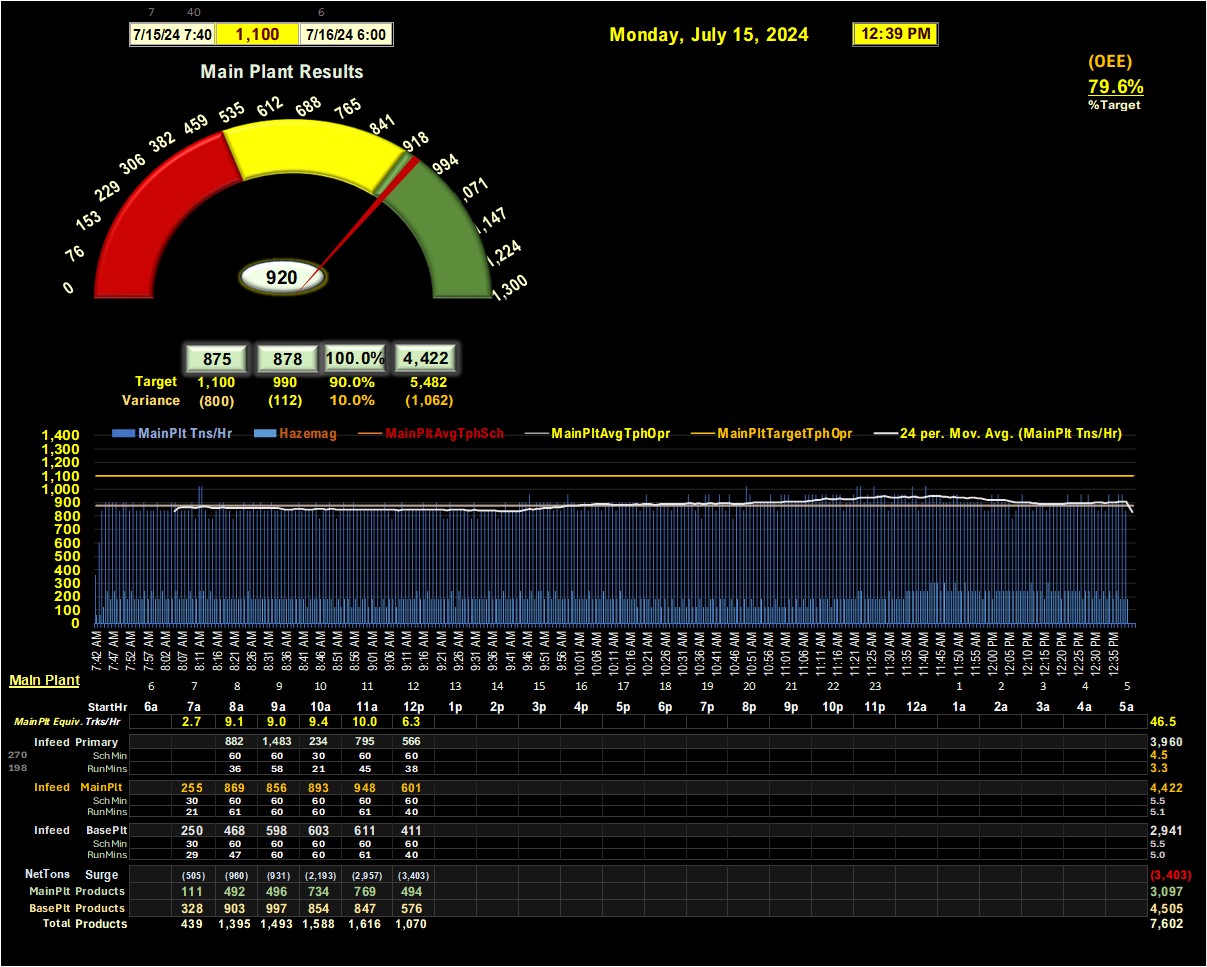 7 40 6
7/15/24 7:40 1,100 7/16/24 6:00 Monday, July 15, 2024 12:39 PM
(OEE)
79.6%
%Target
Main Plant Results
0 76 153 229 306 382 459 535 612 688 765 841 918 994 ,071 1,147 1,224 1,300
920
875 878 100.0% 4,422
Target 1,100 990 90.0% 5,482
Variance (800) (112) 10.0% (1,062)
MainPlt Tns/Hr Hazemag MainPltAvgTphSch MainPltAvgTphOpr MainPltTargetTphOpr 24 per. Mov. Avg. (MainPlt Tns/Hr)
1,400
1,300
1,200
1,100
1,000
900
800
700
600
500
400
300
200
100
0
7:42 AM 7:47 AM 7:52 AM 7:57 AM 8:02 AM 8:07 AM 8:11 AM 8:16 AM 8:21 AM 8:26 AM 8:31 AM 8:36 AM 8:41 AM 8:46 AM 8:51 AM 8:56 AM 9:01 AM 9:06 AM 9:11 AM 9:16 AM 9:21 AM 9:26 AM 9:31 AM 9:36 AM 9:41 AM 9:46 AM 9:51 AM 9:56 AM 10:01 AM 10:06 AM 10:11 AM 10:16 AM 10:21 AM 10:26 AM 10:31 AM 10:36 AM 10:41 AM 10:46 AM 10:51 AM 10:56 AM 11:01 AM 11:06 AM 11:11 AM 11:16 AM 11:21 AM 11:25 AM 11:30 AM 11:35 AM 11:40 AM 11:45 AM 11:50 AM 11:55 AM 12:00 PM 12:05 PM 12:10 PM 12:15 PM 12:20 PM 12:25 PM 12:30 PM 12:35 PM
Main Plant 6 7 8 9 10 11 12 13 14 15 16 17 18 19 20 21 22 23 1 2 3 4 5
StartHr 6a 7a 8a 9a 10a 11a 12p 1p 2p 3p 4p 5p 6p 7p 8p 9p 10p 11p 12a 1a 2a 3a 4a 5a
MainPlt Equiv. Trks/Hr 2.7 9.1 9.0 9.4 10.0 6.3 46.5
Infeed Primary 882 1,483 234 795 566 3,960
270 SchMin 60 60 30 60 60 4.5
198 RunMins 36 58 21 45 38 3.3
Infeed MainPlt 255 869 856 893 948 601 4,422
SchMin 30 60 60 60 60 60 5.5
RunMins 21 61 60 60 61 40 5.1
Infeed BasePlt 250 468 598 603 611 411 2,941
SchMin 30 60 60 60 60 60 5.5
RunMins 29 47 60 60 61 40 5.0
NetTons Surge (505) (960) (931) (2,193) (2,957) (3,403) (3,403)
MainPlt Products 111 492 496 734 769 494 3,097
BasePlt Products 328 903 997 854 847 576 4,505
Total Products 439 1,395 1,493 1,588 1,616 1,070 7,602